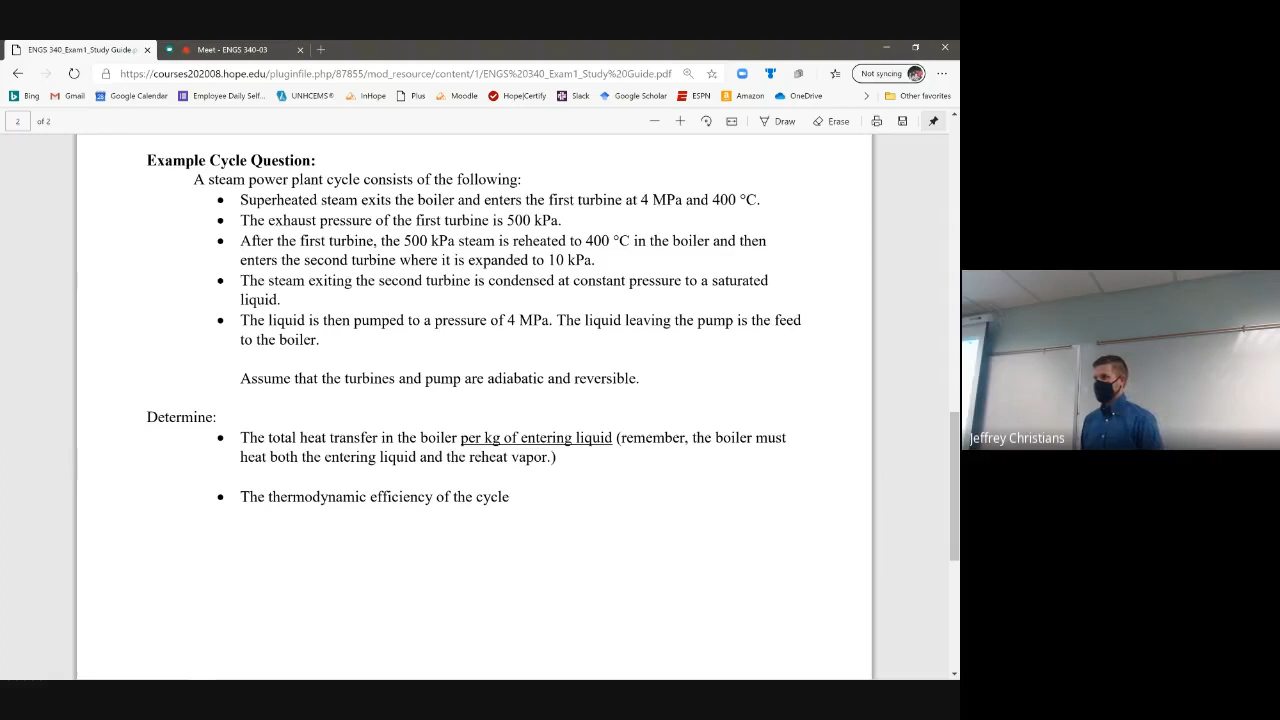 ENGS 340_Exam1_Study Guide.p
Meet - ENGS 340-03
https://courses202008.hope.edu/pluginfile.php/87855/mod_resource/content/1/ENGS%20340_Exam1_Study%20Guide.pdf
Not syncing
Bing
Gmail
Google Calendar
Employee Daily Self...
UNHCEMS®
InHope
Plus
Moodle
Hope|Certify
Slack
Google Scholar
ESPN
Amazon
OneDrive
Other favorites
2 of 2
Draw
Erase
Example Cycle Question:
A steam power plant cycle consists of the following:
• Superheated steam exits the boiler and enters the first turbine at 4 MPa and 400 °C.
• The exhaust pressure of the first turbine is 500 kPa.
• After the first turbine, the 500 kPa steam is reheated to 400 °C in the boiler and then
enters the second turbine where it is expanded to 10 kPa.
• The steam exiting the second turbine is condensed at constant pressure to a saturated
liquid.
• The liquid is then pumped to a pressure of 4 MPa. The liquid leaving the pump is the feed
to the boiler.
Assume that the turbines and pump are adiabatic and reversible.
Determine:
• The total heat transfer in the boiler per kg of entering liquid (remember, the boiler must
heat both the entering liquid and the reheat vapor.)
• The thermodynamic efficiency of the cycle
Jeffrey Christians